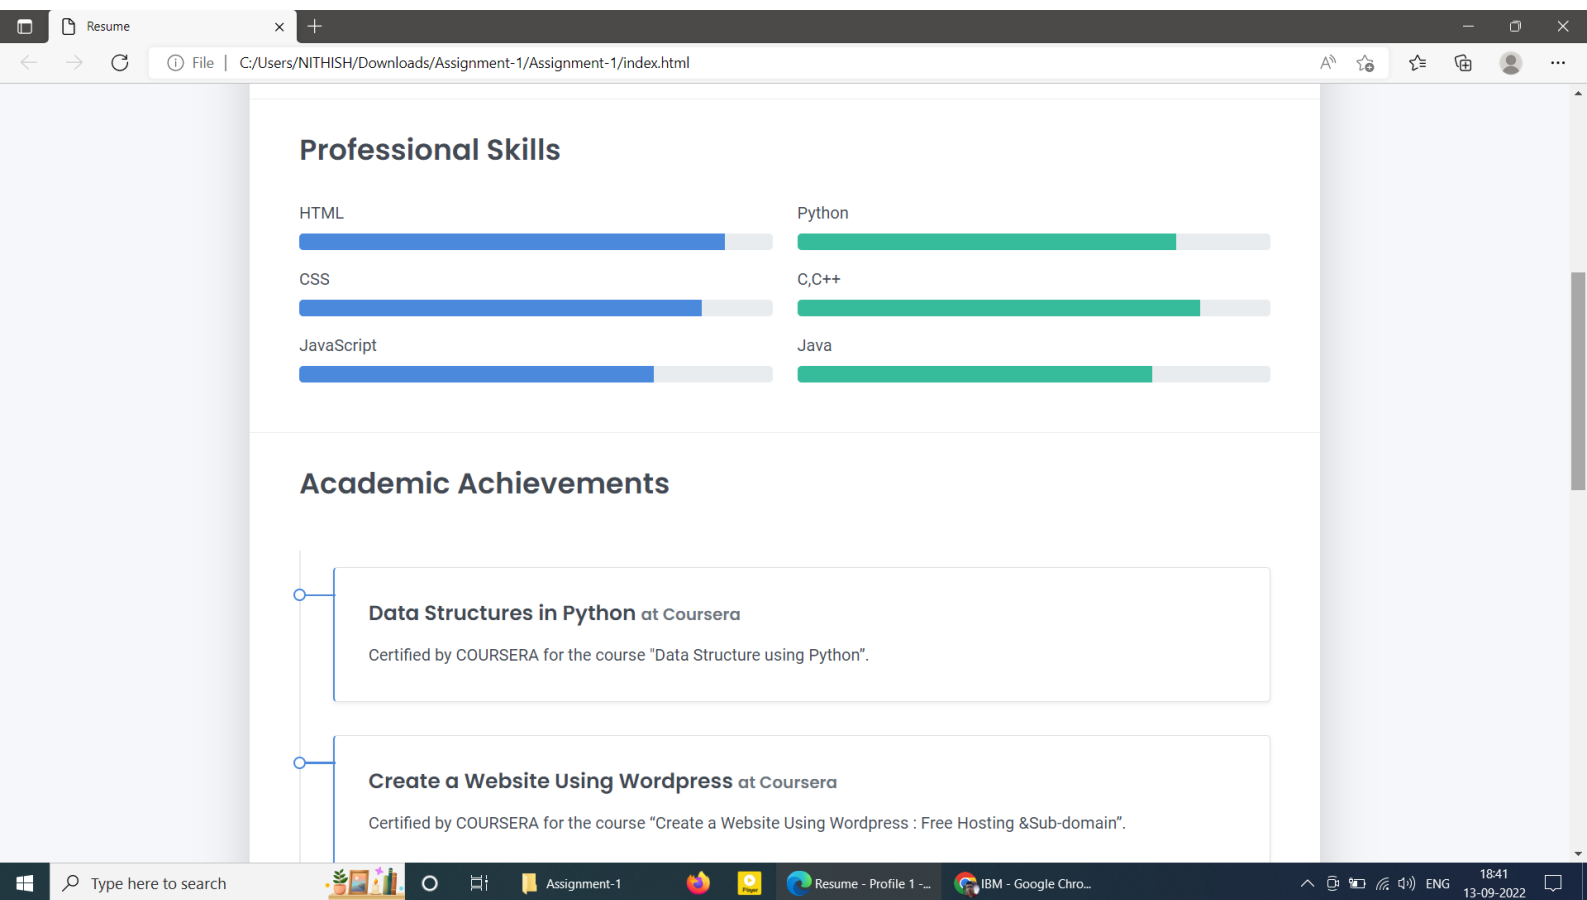 Resume
File | C:/Users/NITHISH/Downloads/Assignment-1/Assignment-1/index.html
Professional Skills
HTML
Python
CSS
C,C++
JavaScript
Java
Academic Achievements
Data Structures in Python at Coursera
Certified by COURSERA for the course "Data Structure using Python”.
Create a Website Using Wordpress at Coursera
Certified by COURSERA for the course “Create a Website Using Wordpress : Free Hosting &Sub-domain”.
Type here to search
Assignment-1
Player
Resume - Profile 1 -...
IBM - Google Chro...
ENG
18:41
13-09-2022